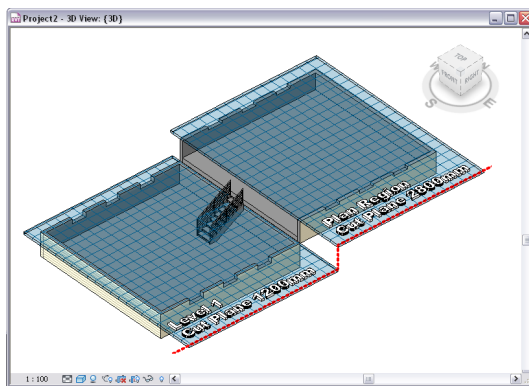 Project2 - 3D View: {3D}
TOP
FRONT
RIGHT
S
E
Plan Region
Cut Plane 2800mm
Level 1
Cut Plane 1200mm
1 : 100